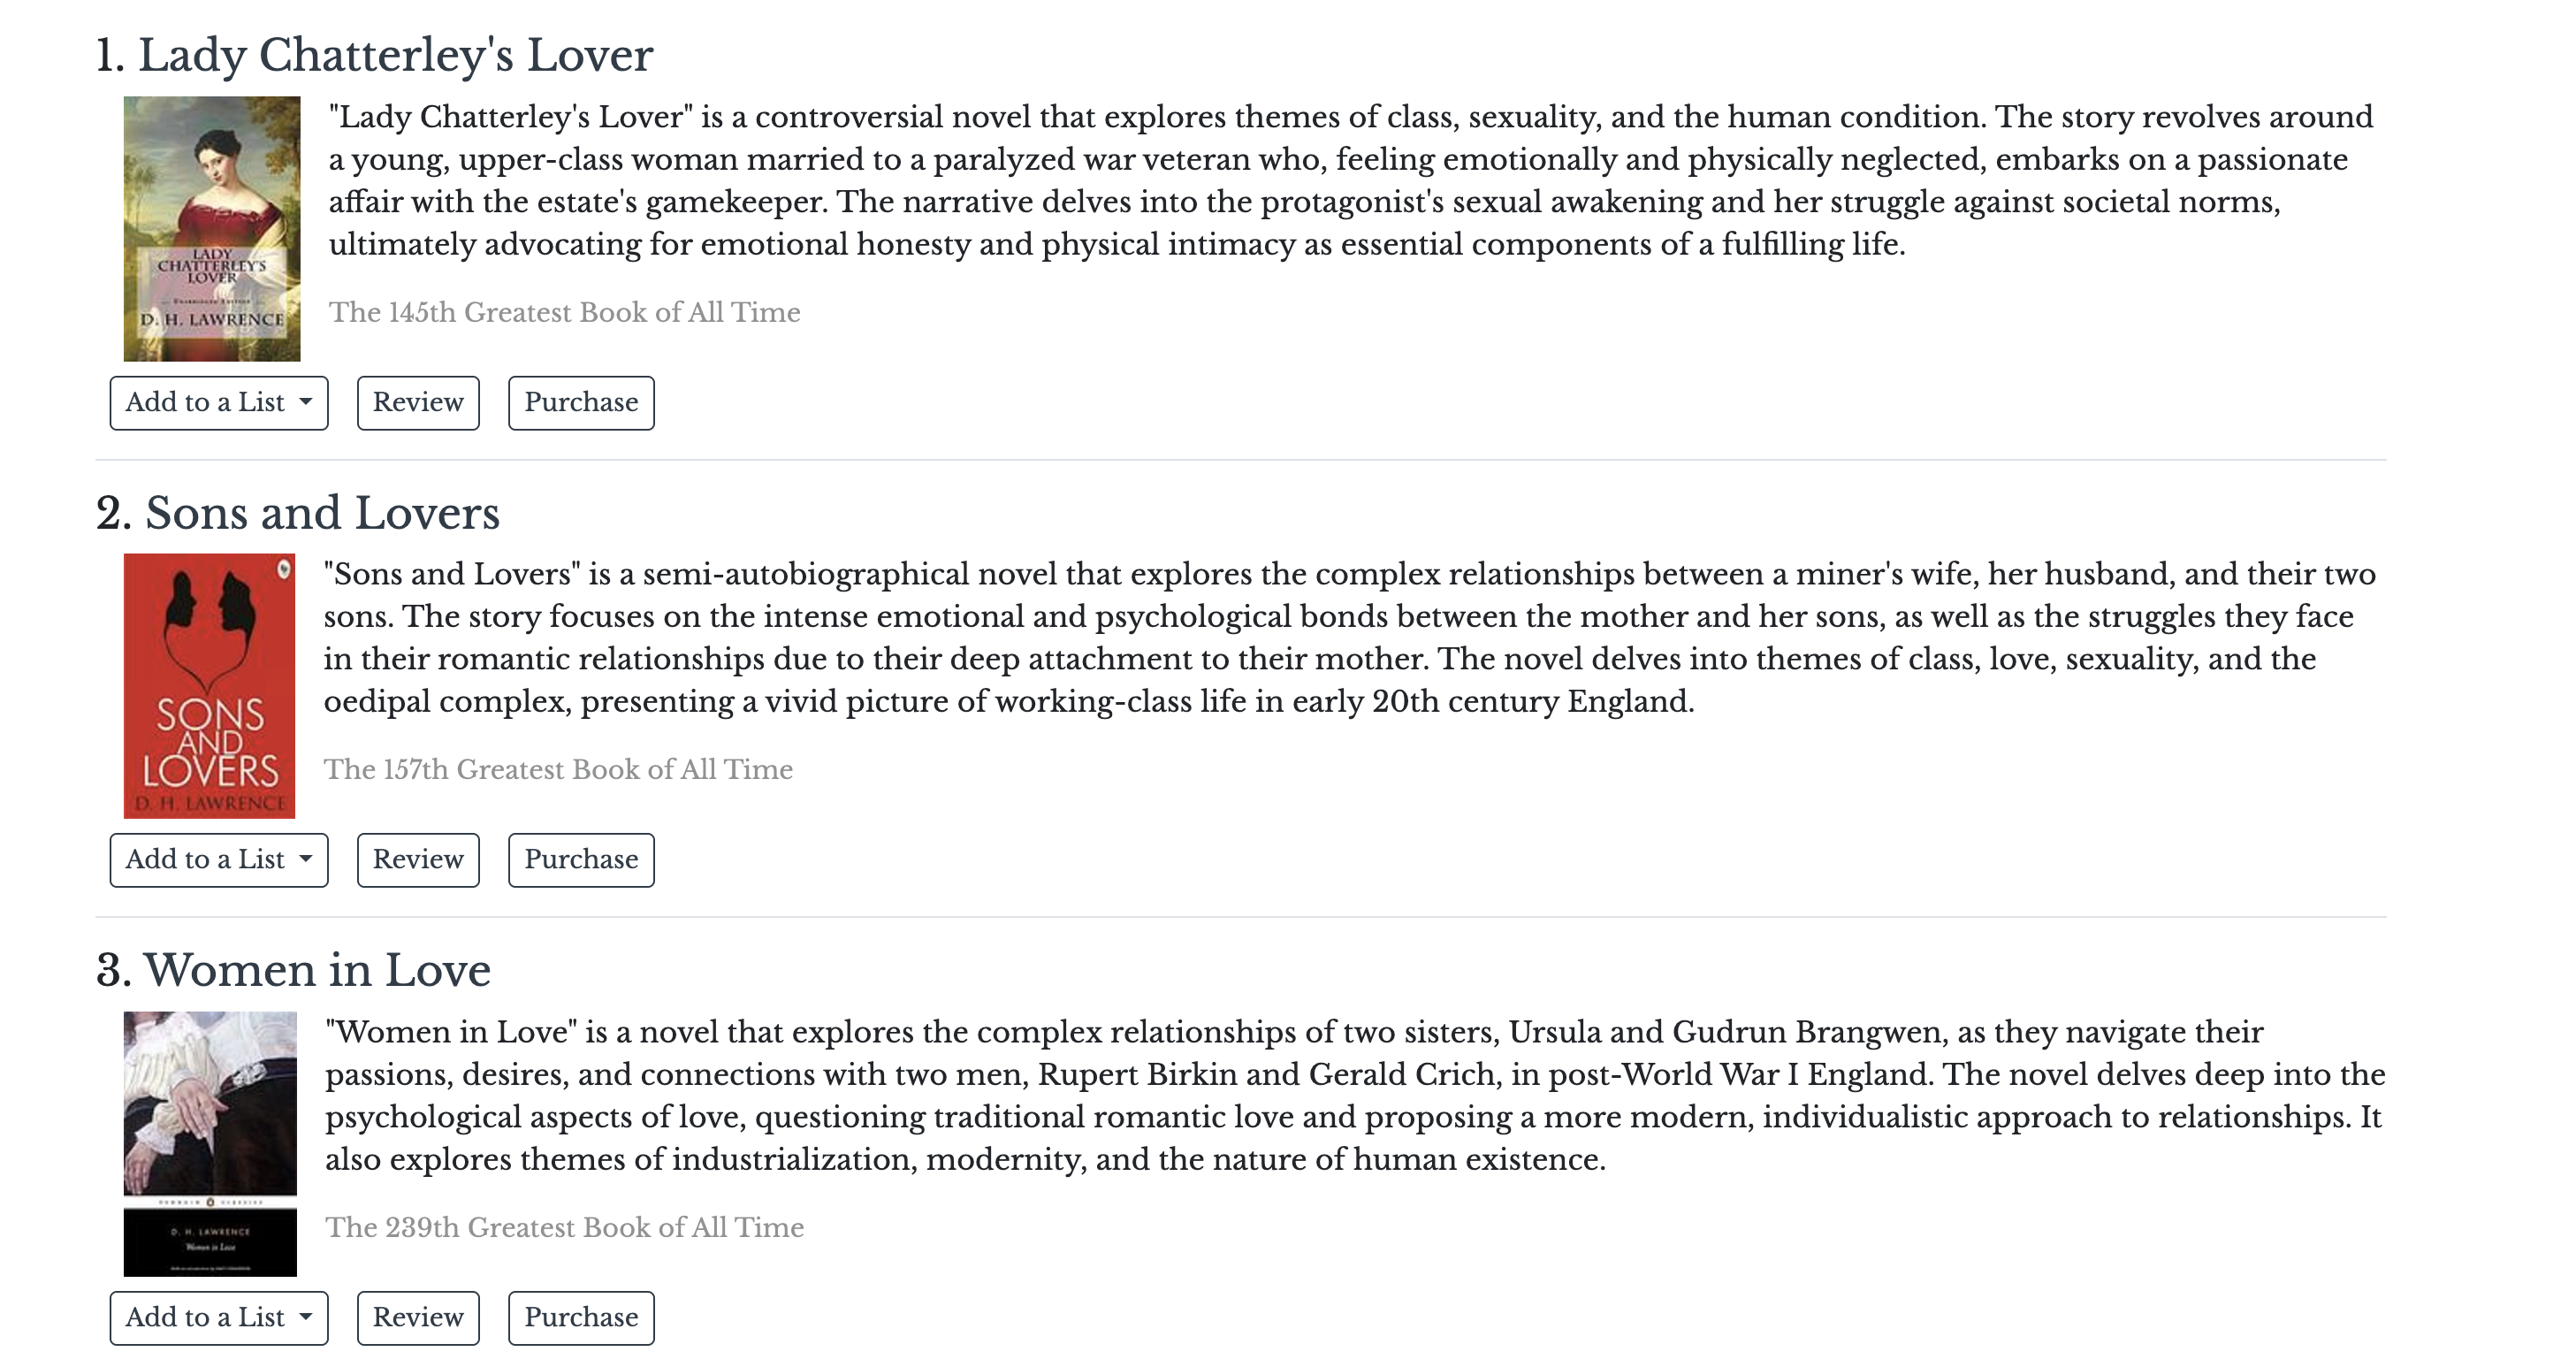 1. Lady Chatterley's Lover
"Lady Chatterley's Lover" is a controversial novel that explores themes of class, sexuality, and the human condition. The story revolves around
a young, upper-class woman married to a paralyzed war veteran who, feeling emotionally and physically neglected, embarks on a passionate
affair with the estate's gamekeeper. The narrative delves into the protagonist's sexual awakening and her struggle against societal norms,
ultimately advocating for emotional honesty and physical intimacy as essential components of a fulfilling life.
LADY
CHATTERLEY'S
LOVER
D. H. LAWRENCE
The 145th Greatest Book of All Time
Add to a List
Review
Purchase
2. Sons and Lovers
"Sons and Lovers" is a semi-autobiographical novel that explores the complex relationships between a miner's wife, her husband, and their two
sons. The story focuses on the intense emotional and psychological bonds between the mother and her sons, as well as the struggles they face
in their romantic relationships due to their deep attachment to their mother. The novel delves into themes of class, love, sexuality, and the
oedipal complex, presenting a vivid picture of working-class life in early 20th century England.
SONS
AND
LOVERS
D. H. LAWRENCE
The 157th Greatest Book of All Time
Add to a List
Review
Purchase
3. Women in Love
"Women in Love" is a novel that explores the complex relationships of two sisters, Ursula and Gudrun Brangwen, as they navigate their
passions, desires, and connections with two men, Rupert Birkin and Gerald Crich, in post-World War I England. The novel delves deep into the
psychological aspects of love, questioning traditional romantic love and proposing a more modern, individualistic approach to relationships. It
also explores themes of industrialization, modernity, and the nature of human existence.
PENGUIN CLASSICS
D. H. LAWRENCE
Women in Love
The 239th Greatest Book of All Time
Add to a List
Review
Purchase